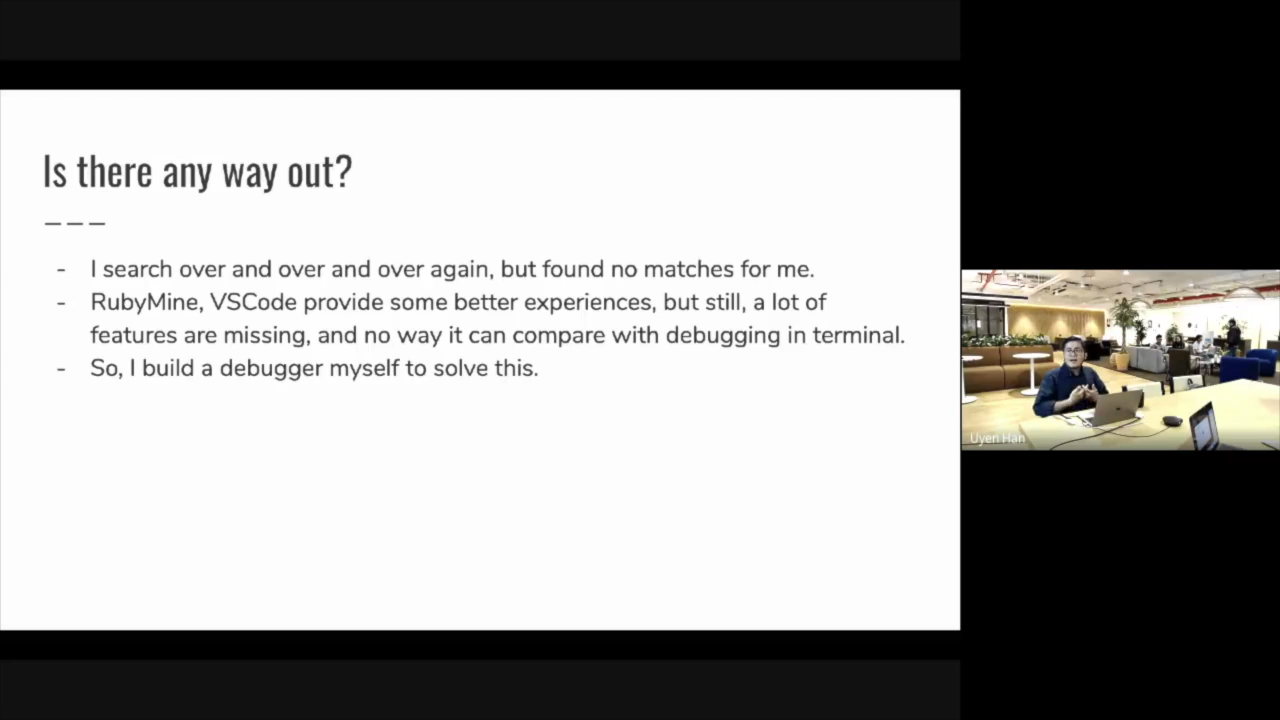 Is there any way out?
- I search over and over and over again, but found no matches for me.
- RubyMine, VSCode provide some better experiences, but still, a lot of
features are missing, and no way it can compare with debugging in terminal.
- So, I build a debugger myself to solve this.
Uyen Han